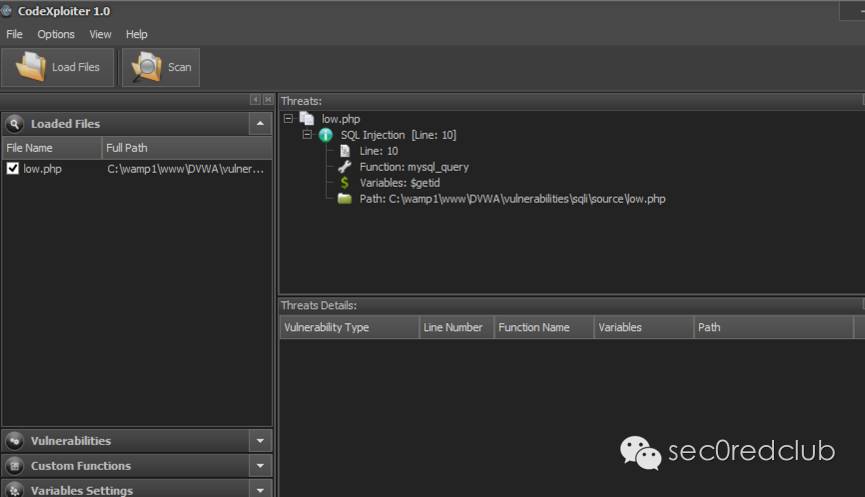 CodeXploiter 1.0
File Options View Help
Load Files Scan
Loaded Files
File Name Full Path
low.php C:\wamp1\www\DVWA\vulner...
Vulnerabilities
Custom Functions
Variables Settings
Threats:
low.php
SQL Injection [Line: 10]
Line: 10
Function: mysql_query
Variables: $getid
Path: C:\wamp1\www\DVWA\vulnerabilities\sqli\source\low.php
Threats Details:
Vulnerability Type Line Number Function Name Variables Path
sec0redclub